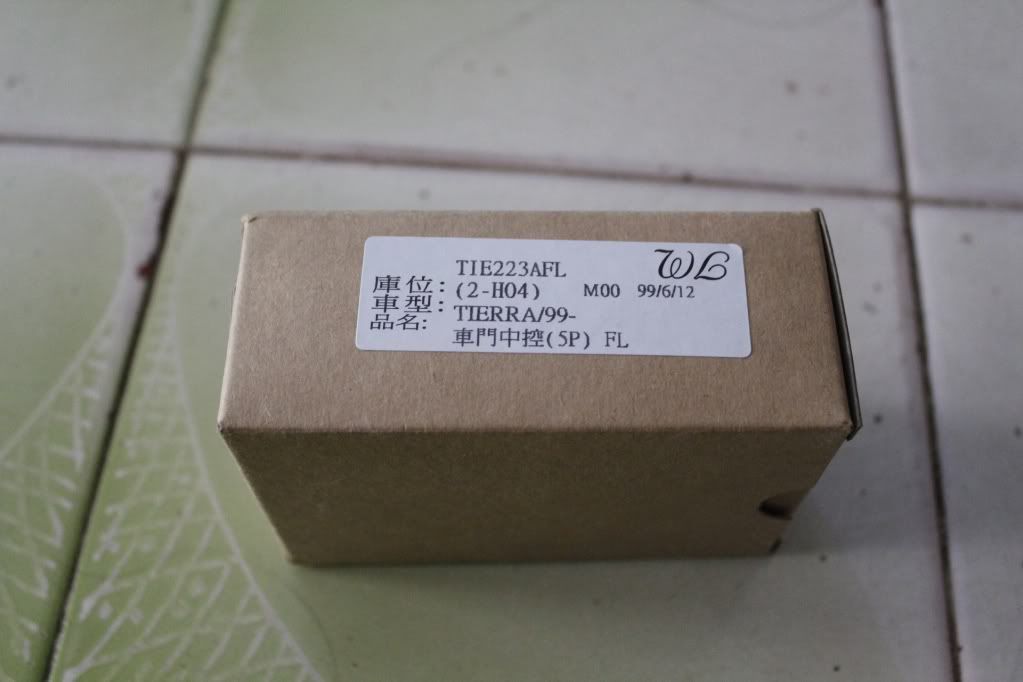 TIE223AFL WL
庫位: (2-H04) M00 99/6/12
車型: TIERRA/99-
品名: 車門中控(5P) FL